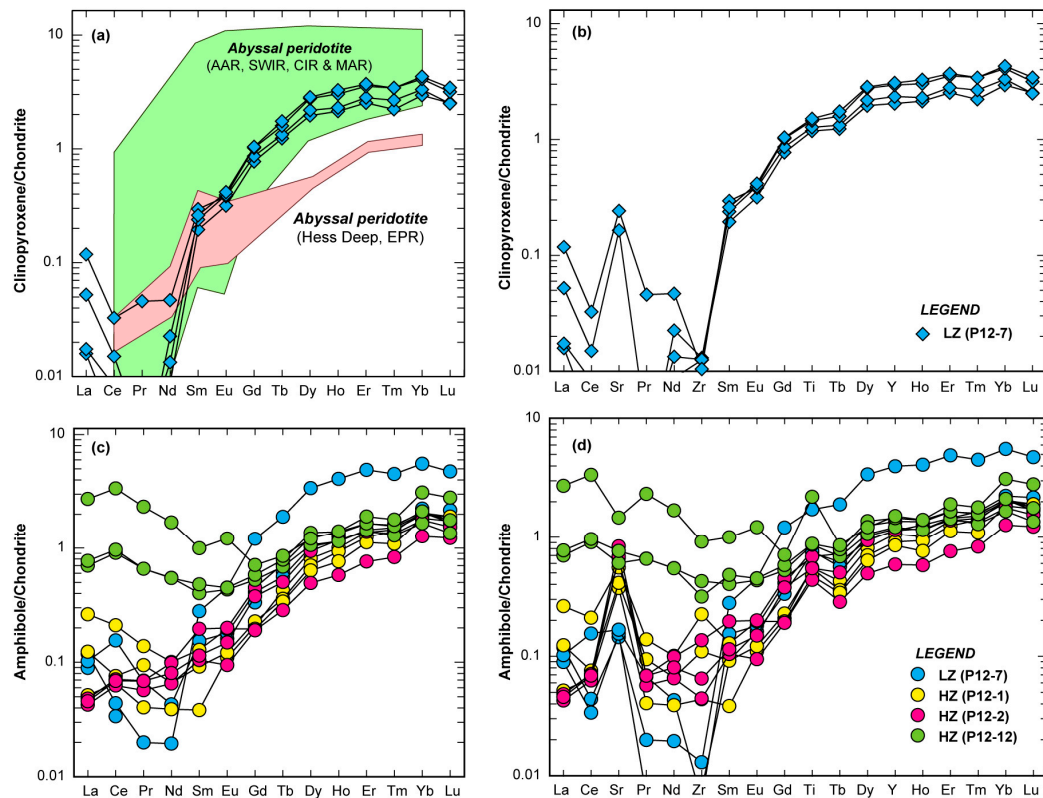 (a)
Abyssal peridotite
(AAR, SWIR, CIR & MAR)
Abyssal peridotite
(Hess Deep, EPR)
Clinopyroxene/Chondrite
10
1
0.1
0.01
La Ce Pr Nd Sm Eu Gd Tb Dy Ho Er Tm Yb Lu
(b)
Clinopyroxene/Chondrite
10
1
0.1
0.01
LEGEND
LZ (P12-7)
La Ce Sr Pr Nd Zr Sm Eu Gd Ti Tb Dy Y Ho Er Tm Yb Lu
(c)
Amphibole/Chondrite
10
1
0.1
0.01
La Ce Pr Nd Sm Eu Gd Tb Dy Ho Er Tm Yb Lu
(d)
Amphibole/Chondrite
10
1
0.1
0.01
LEGEND
LZ (P12-7)
HZ (P12-1)
HZ (P12-2)
HZ (P12-12)
La Ce Sr Pr Nd Zr Sm Eu Gd Ti Tb Dy Y Ho Er Tm Yb Lu